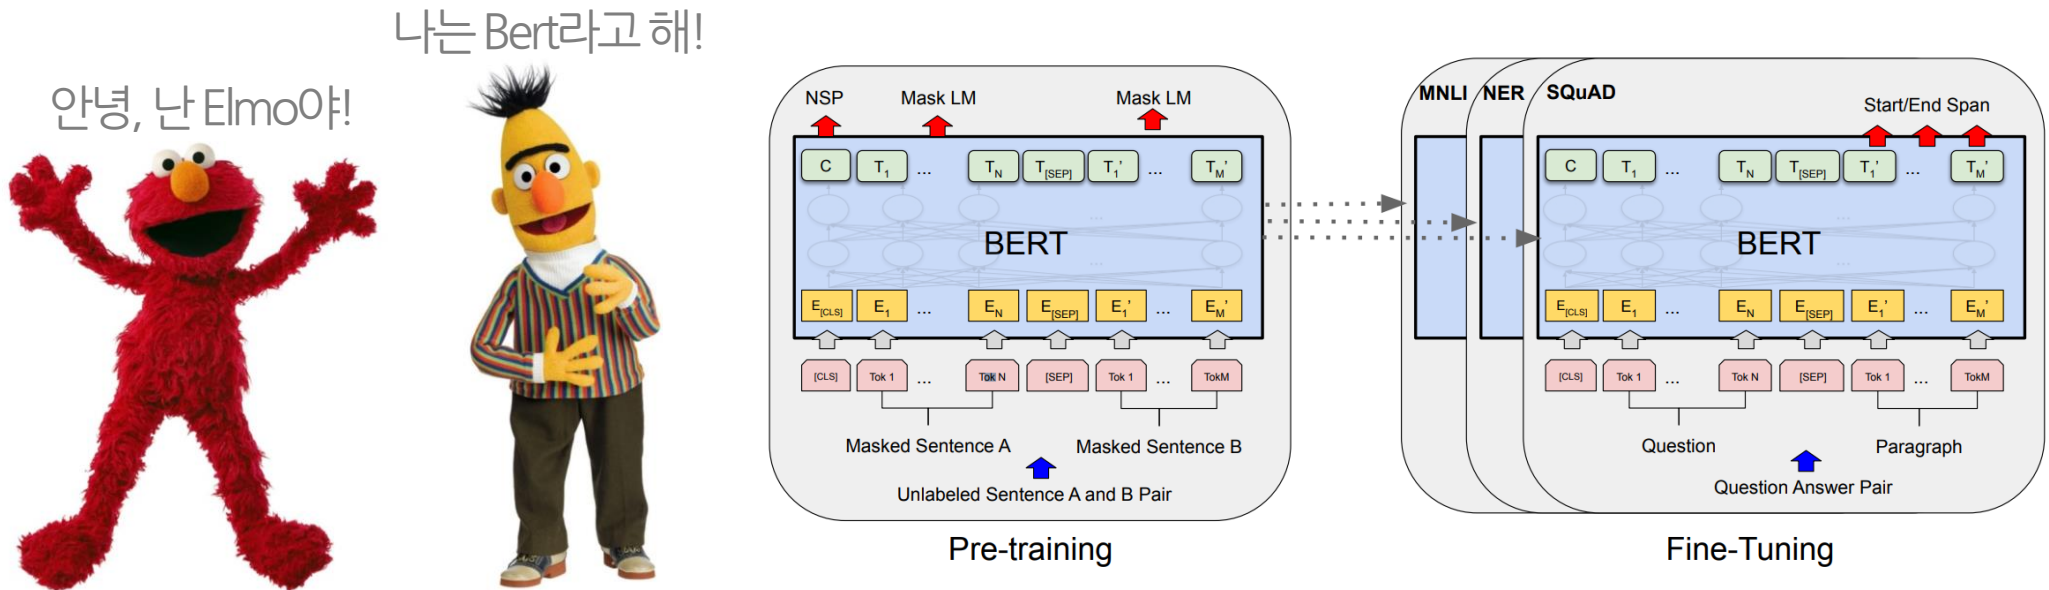 나는 Bert라고 해!
안녕, 난 Elmo야!
NSP Mask LM Mask LM
C T1 ... TN T[SEP] T1' ... TM'
...
BERT
...
E[CLS] E1 ... EN E[SEP] E1' ... EM'
[CLS] Tok 1 ... Tok N [SEP] Tok 1 ... TokM
Masked Sentence A Masked Sentence B
Unlabeled Sentence A and B Pair
Pre-training
MNLI NER SQuAD
Start/End Span
C T1 ... TN T[SEP] T1' ... TM'
...
BERT
...
E[CLS] E1 ... EN E[SEP] E1' ... EM'
[CLS] Tok 1 ... Tok N [SEP] Tok 1 ... TokM
Question Paragraph
Question Answer Pair
Fine-Tuning